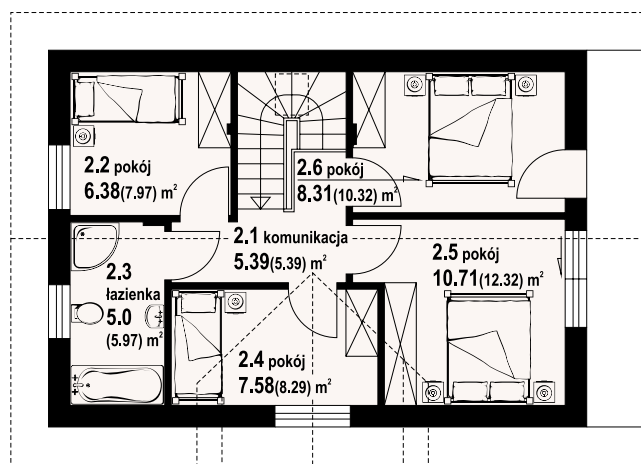 2.2 pokój
6.38(7.97) m²
2.6 pokój
8.31(10.32) m²
2.1 komunikacja
5.39(5.39) m²
2.3
łazienka
5.0
(5.97) m²
2.5 pokój
10.71(12.32) m²
2.4 pokój
7.58(8.29) m²